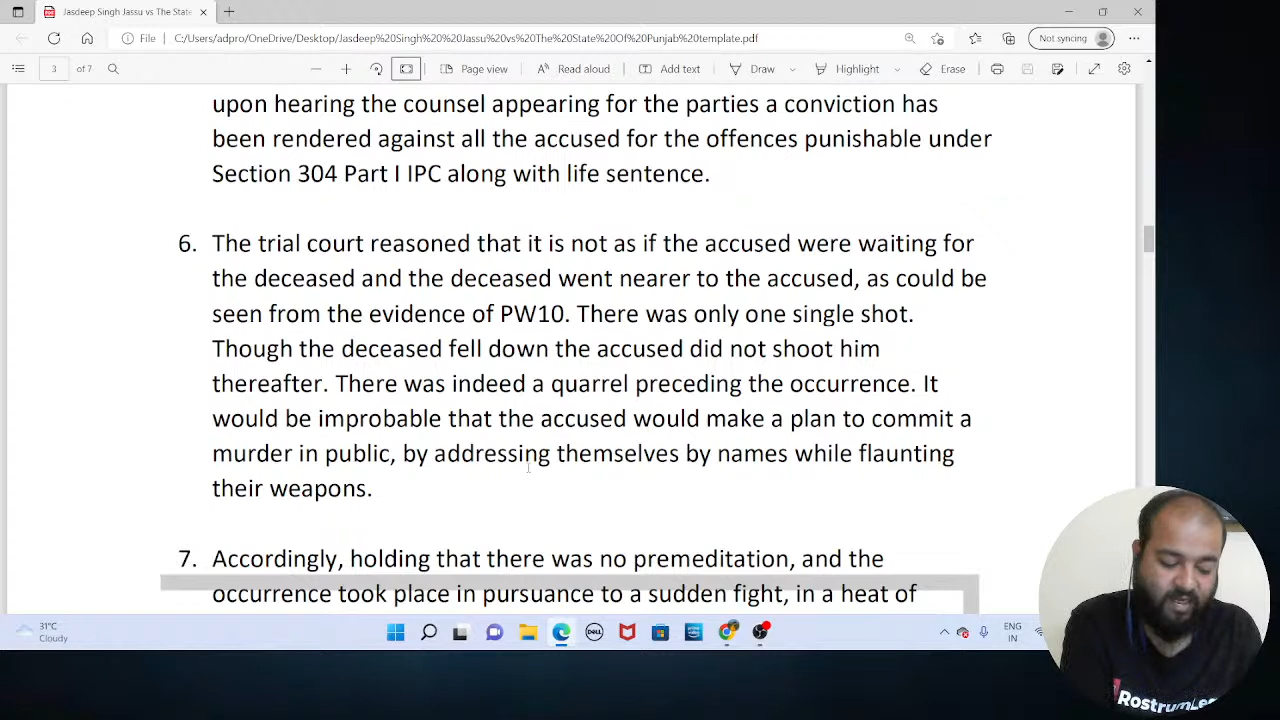 Jasdeep Singh Jassu vs The State
File
C:/Users/adpro/OneDrive/Desktop/Jasdeep%20Singh%20%20Jassu%20vs%20The%20State%20Of%20Punjab%20template.pdf
Not syncing
3 of 7
Page view
Read aloud
Add text
Draw
Highlight
Erase
upon hearing the counsel appearing for the parties a conviction has
been rendered against all the accused for the offences punishable under
Section 304 Part I IPC along with life sentence.
6. The trial court reasoned that it is not as if the accused were waiting for
the deceased and the deceased went nearer to the accused, as could be
seen from the evidence of PW10. There was only one single shot.
Though the deceased fell down the accused did not shoot him
thereafter. There was indeed a quarrel preceding the occurrence. It
would be improbable that the accused would make a plan to commit a
murder in public, by addressing themselves by names while flaunting
their weapons.
7. Accordingly, holding that there was no premeditation, and the
occurrence took place in pursuance to a sudden fight, in a heat of
31°C
Cloudy
DELL
prime video
ENG
IN